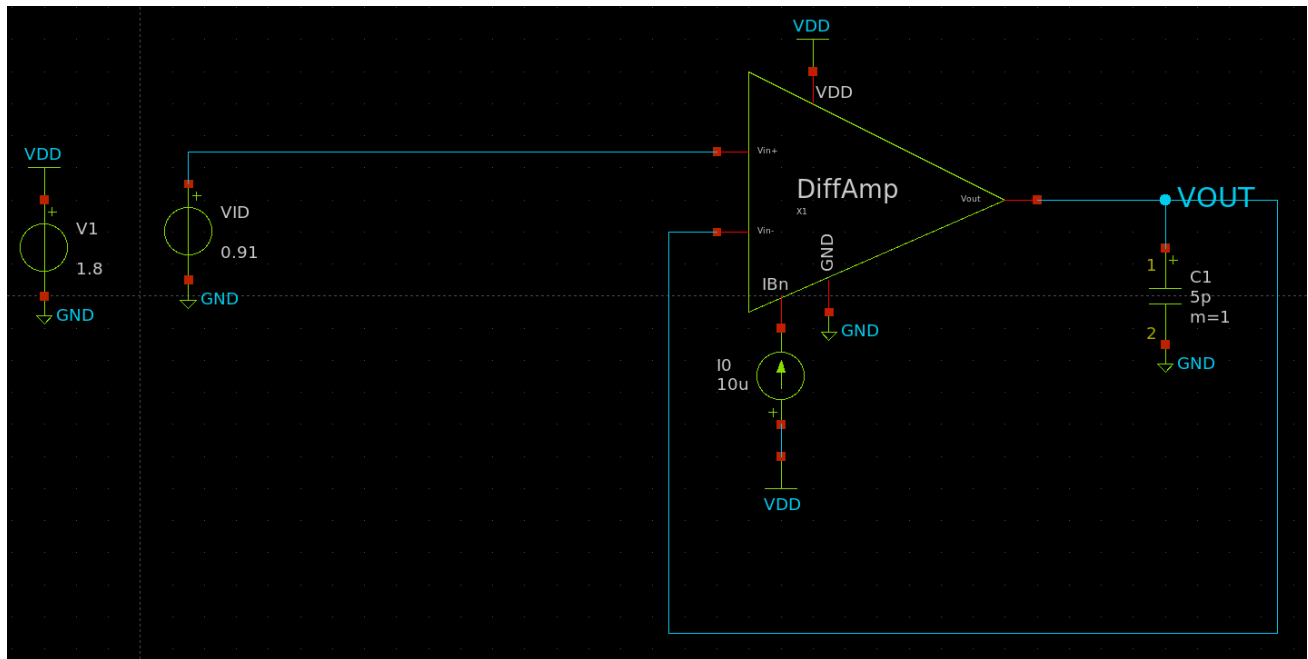 VDD
VDD
Vin+
VDD
V1
1.8
GND
+
+
VID
0.91
GND
DiffAmp
X1
Vout
VOUT
Vin-
GND
IBn
GND
1
+
C1
5p
m=1
2
GND
I0
10u
+
VDD